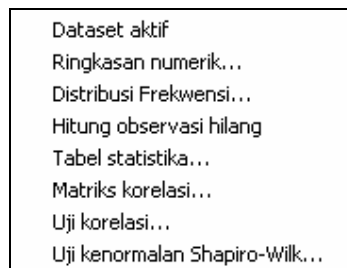 Dataset aktif
Ringkasan numerik...
Distribusi Frekwensi...
Hitung observasi hilang
Tabel statistika...
Matriks korelasi...
Uji korelasi...
Uji kenormalan Shapiro-Wilk...